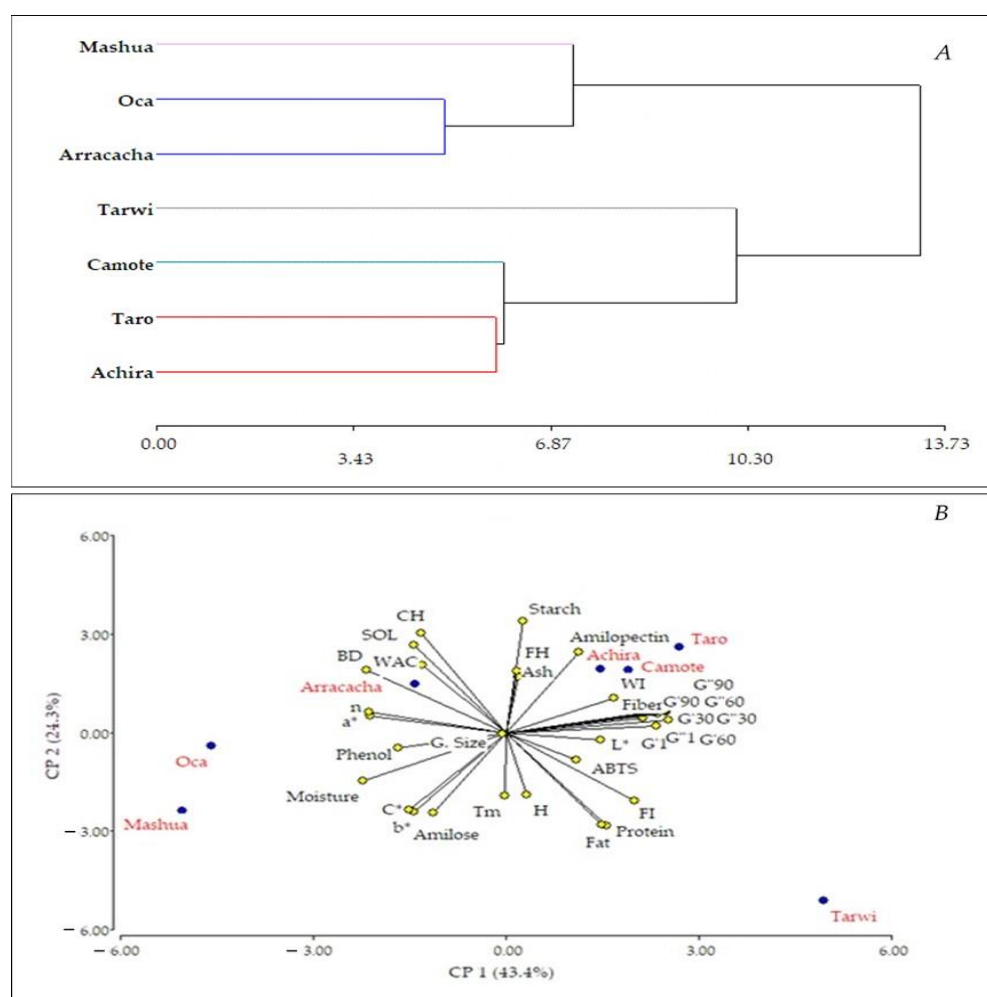 A
Mashua
Oca
Arracacha
Tarwi
Camote
Taro
Achira
0.00 3.43 6.87 10.30 13.73
B
6.00
3.00
0.00
−3.00
−6.00
CP 2 (24.3%)
CH
Starch
SOL
Amilopectin
Taro
BD
WAC
FH
Achira
Ash
Camote
Arracacha
WI
G''90
n
Fiber
G'90
G''60
a*
G'30
G''30
Phenol
G. Size
L*
G'1
G''1
G'60
Oca
ABTS
Moisture
C*
Tm
H
FI
Mashua
b*
Amilose
Protein
Fat
Tarwi
−6.00 −3.00 0.00 3.00 6.00
CP 1 (43.4%)